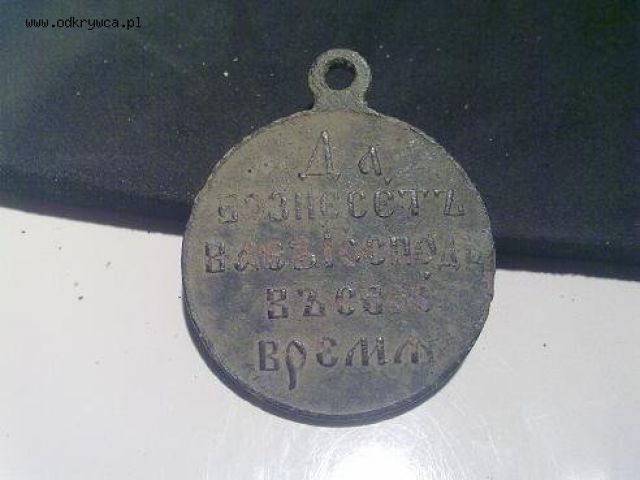 www.odkrywca.pl
Да
вознесетъ
васъ Господь
въ свое
время